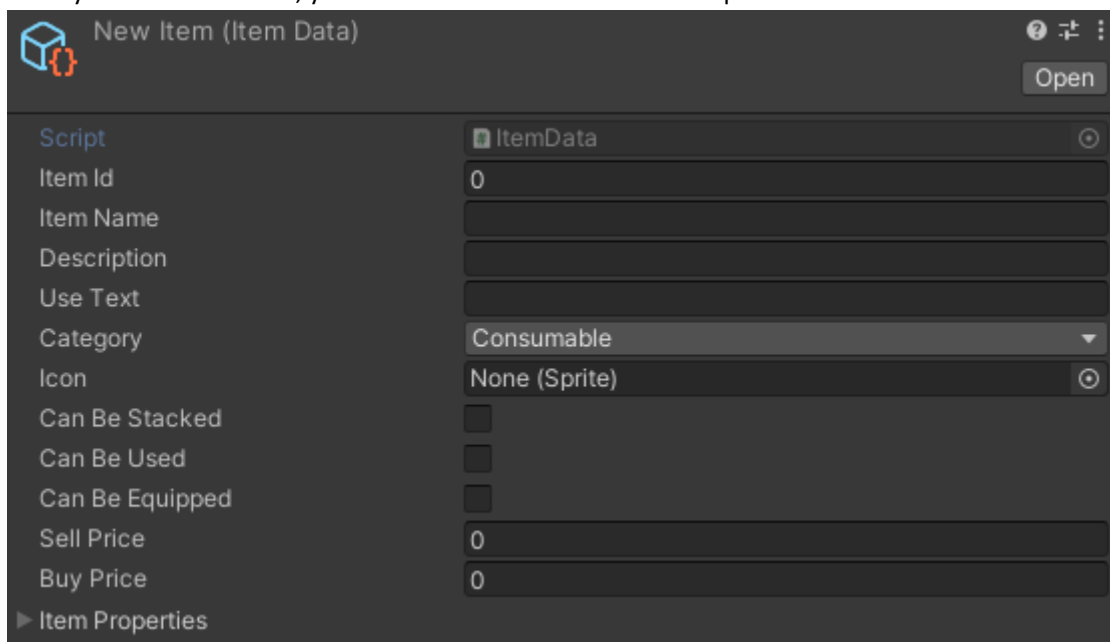 New Item (Item Data)
Open
Script ItemData
Item Id 0
Item Name
Description
Use Text
Category Consumable
Icon None (Sprite)
Can Be Stacked
Can Be Used
Can Be Equipped
Sell Price 0
Buy Price 0
Item Properties